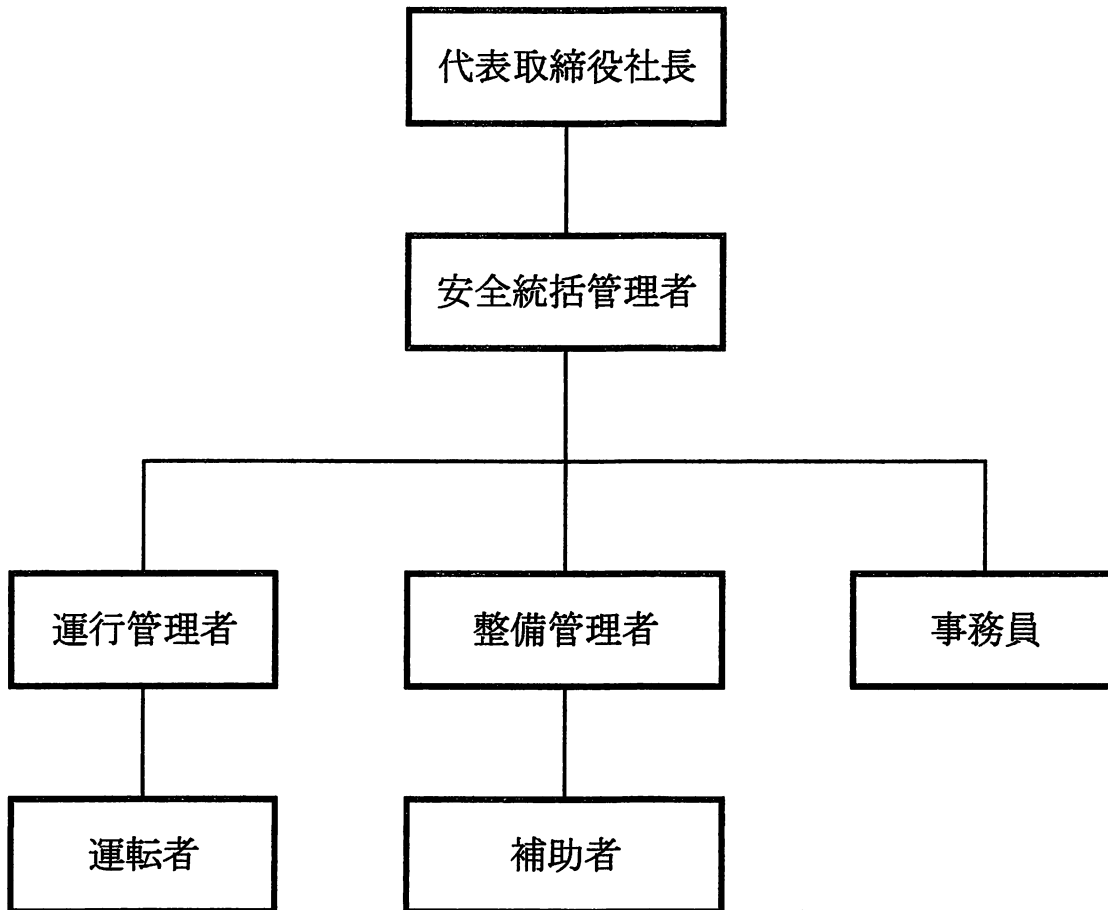 代表取締役社長
安全統括管理者
運行管理者
整備管理者
事務員
運転者
補助者